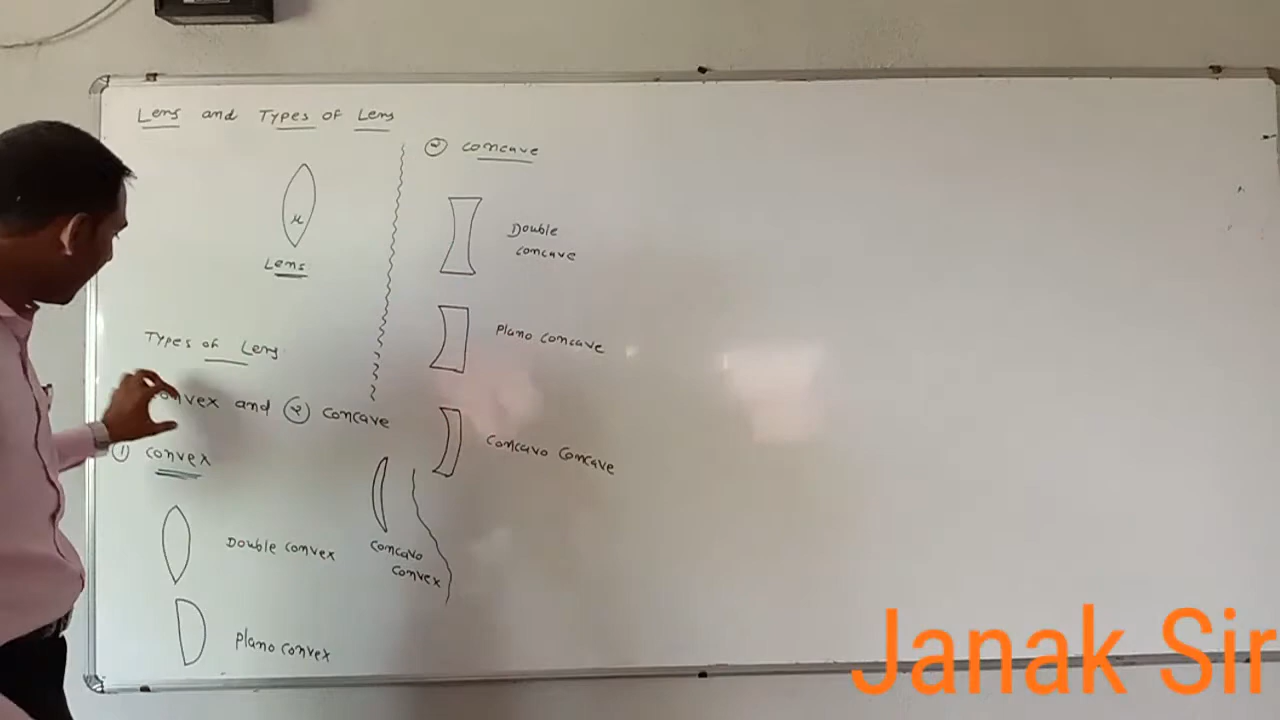 Lens and Types of Lens
μ
Lens
Types of Lens
convex and ② concave
① convex
Double convex
plano convex
concavo
convex
② concave
Double
concave
plano concave
concavo concave
Janak Sir